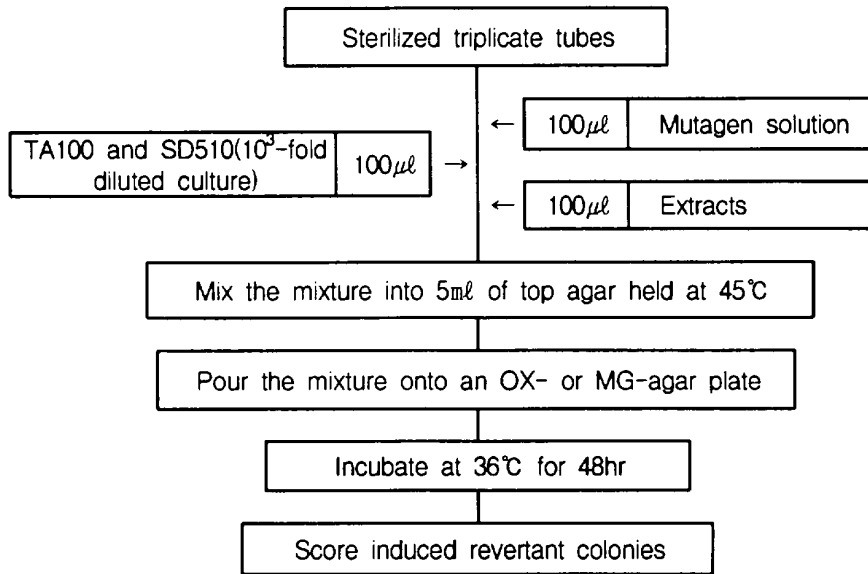 Sterilized triplicate tubes
← 100㎕ Mutagen solution
TA100 and SD510(10³-fold
diluted culture) 100㎕ →
← 100㎕ Extracts
Mix the mixture into 5㎖ of top agar held at 45℃
Pour the mixture onto an OX- or MG-agar plate
Incubate at 36℃ for 48hr
Score induced revertant colonies